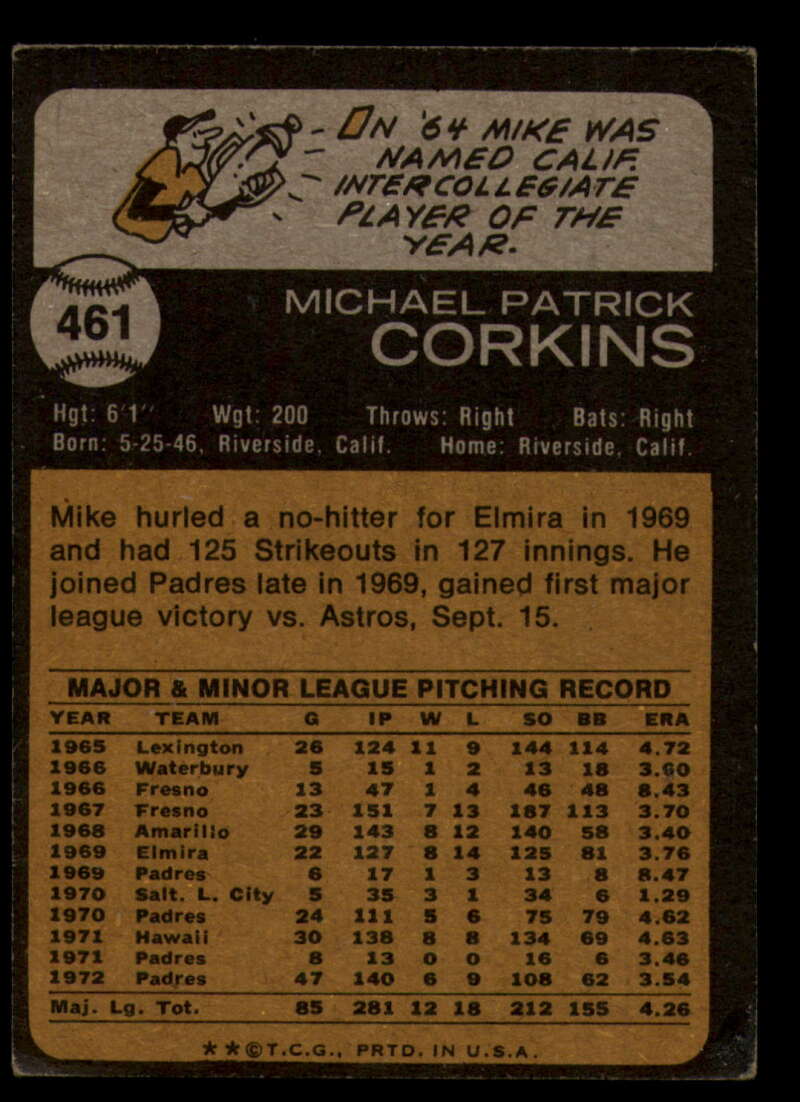 ON '64 MIKE WAS
NAMED CALIF.
INTERCOLLEGIATE
PLAYER OF THE
YEAR.
461
MICHAEL PATRICK
CORKINS
Hgt: 6'1" Wgt: 200 Throws: Right Bats: Right
Born: 5-25-46, Riverside, Calif. Home: Riverside, Calif.
Mike hurled a no-hitter for Elmira in 1969
and had 125 Strikeouts in 127 innings. He
joined Padres late in 1969, gained first major
league victory vs. Astros, Sept. 15.
MAJOR & MINOR LEAGUE PITCHING RECORD
YEAR TEAM G IP W L SO BB ERA
1965 Lexington 26 124 11 9 144 114 4.72
1966 Waterbury 5 15 1 2 13 18 3.60
1966 Fresno 13 47 1 4 46 48 8.43
1967 Fresno 23 151 7 13 187 113 3.70
1968 Amarillo 29 143 8 12 140 58 3.40
1969 Elmira 22 127 8 14 125 81 3.76
1969 Padres 6 17 1 3 13 8 8.47
1970 Salt. L. City 5 35 3 1 34 6 1.29
1970 Padres 24 111 5 6 75 79 4.62
1971 Hawaii 30 138 8 8 134 69 4.63
1971 Padres 8 13 0 0 16 6 3.46
1972 Padres 47 140 6 9 108 62 3.54
Maj. Lg. Tot. 85 281 12 18 212 155 4.26
**©T.C.G., PRTD. IN U.S.A.